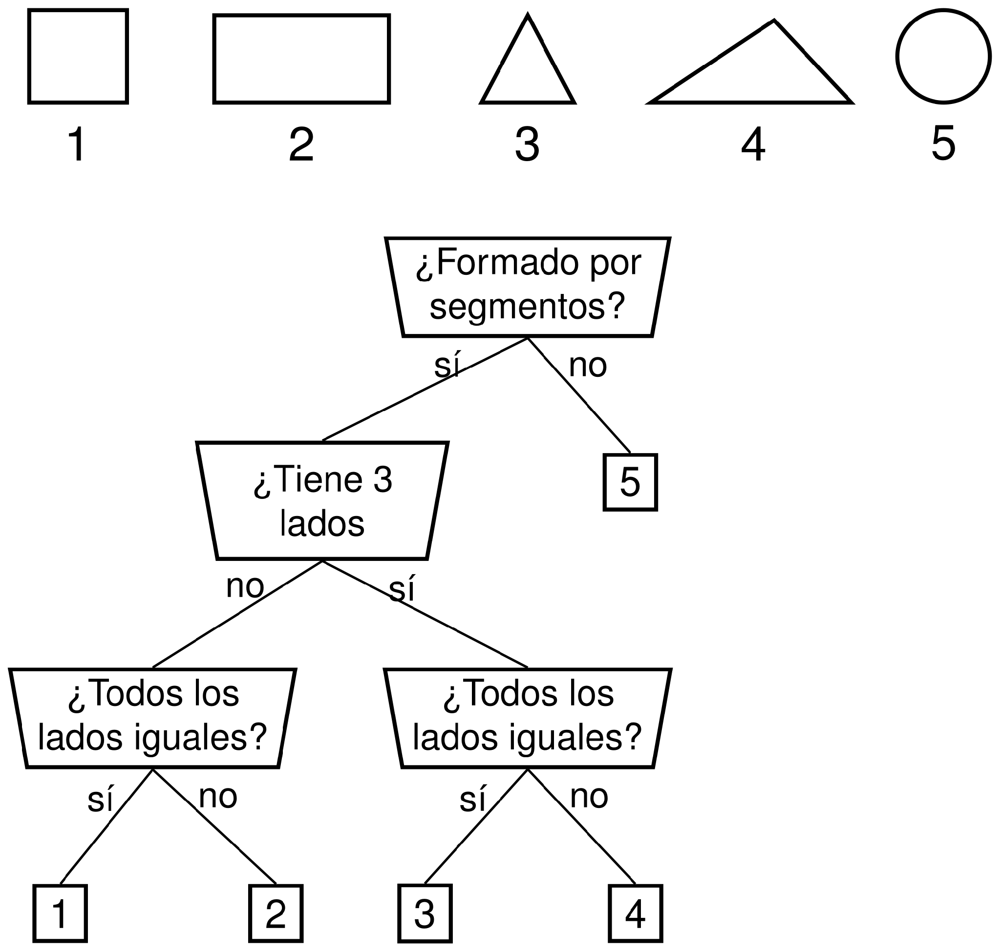 1
2
3
4
5
¿Formado por
segmentos?
sí
no
¿Tiene 3
lados
5
no
sí
¿Todos los
lados iguales?
¿Todos los
lados iguales?
sí
no
sí
no
1
2
3
4